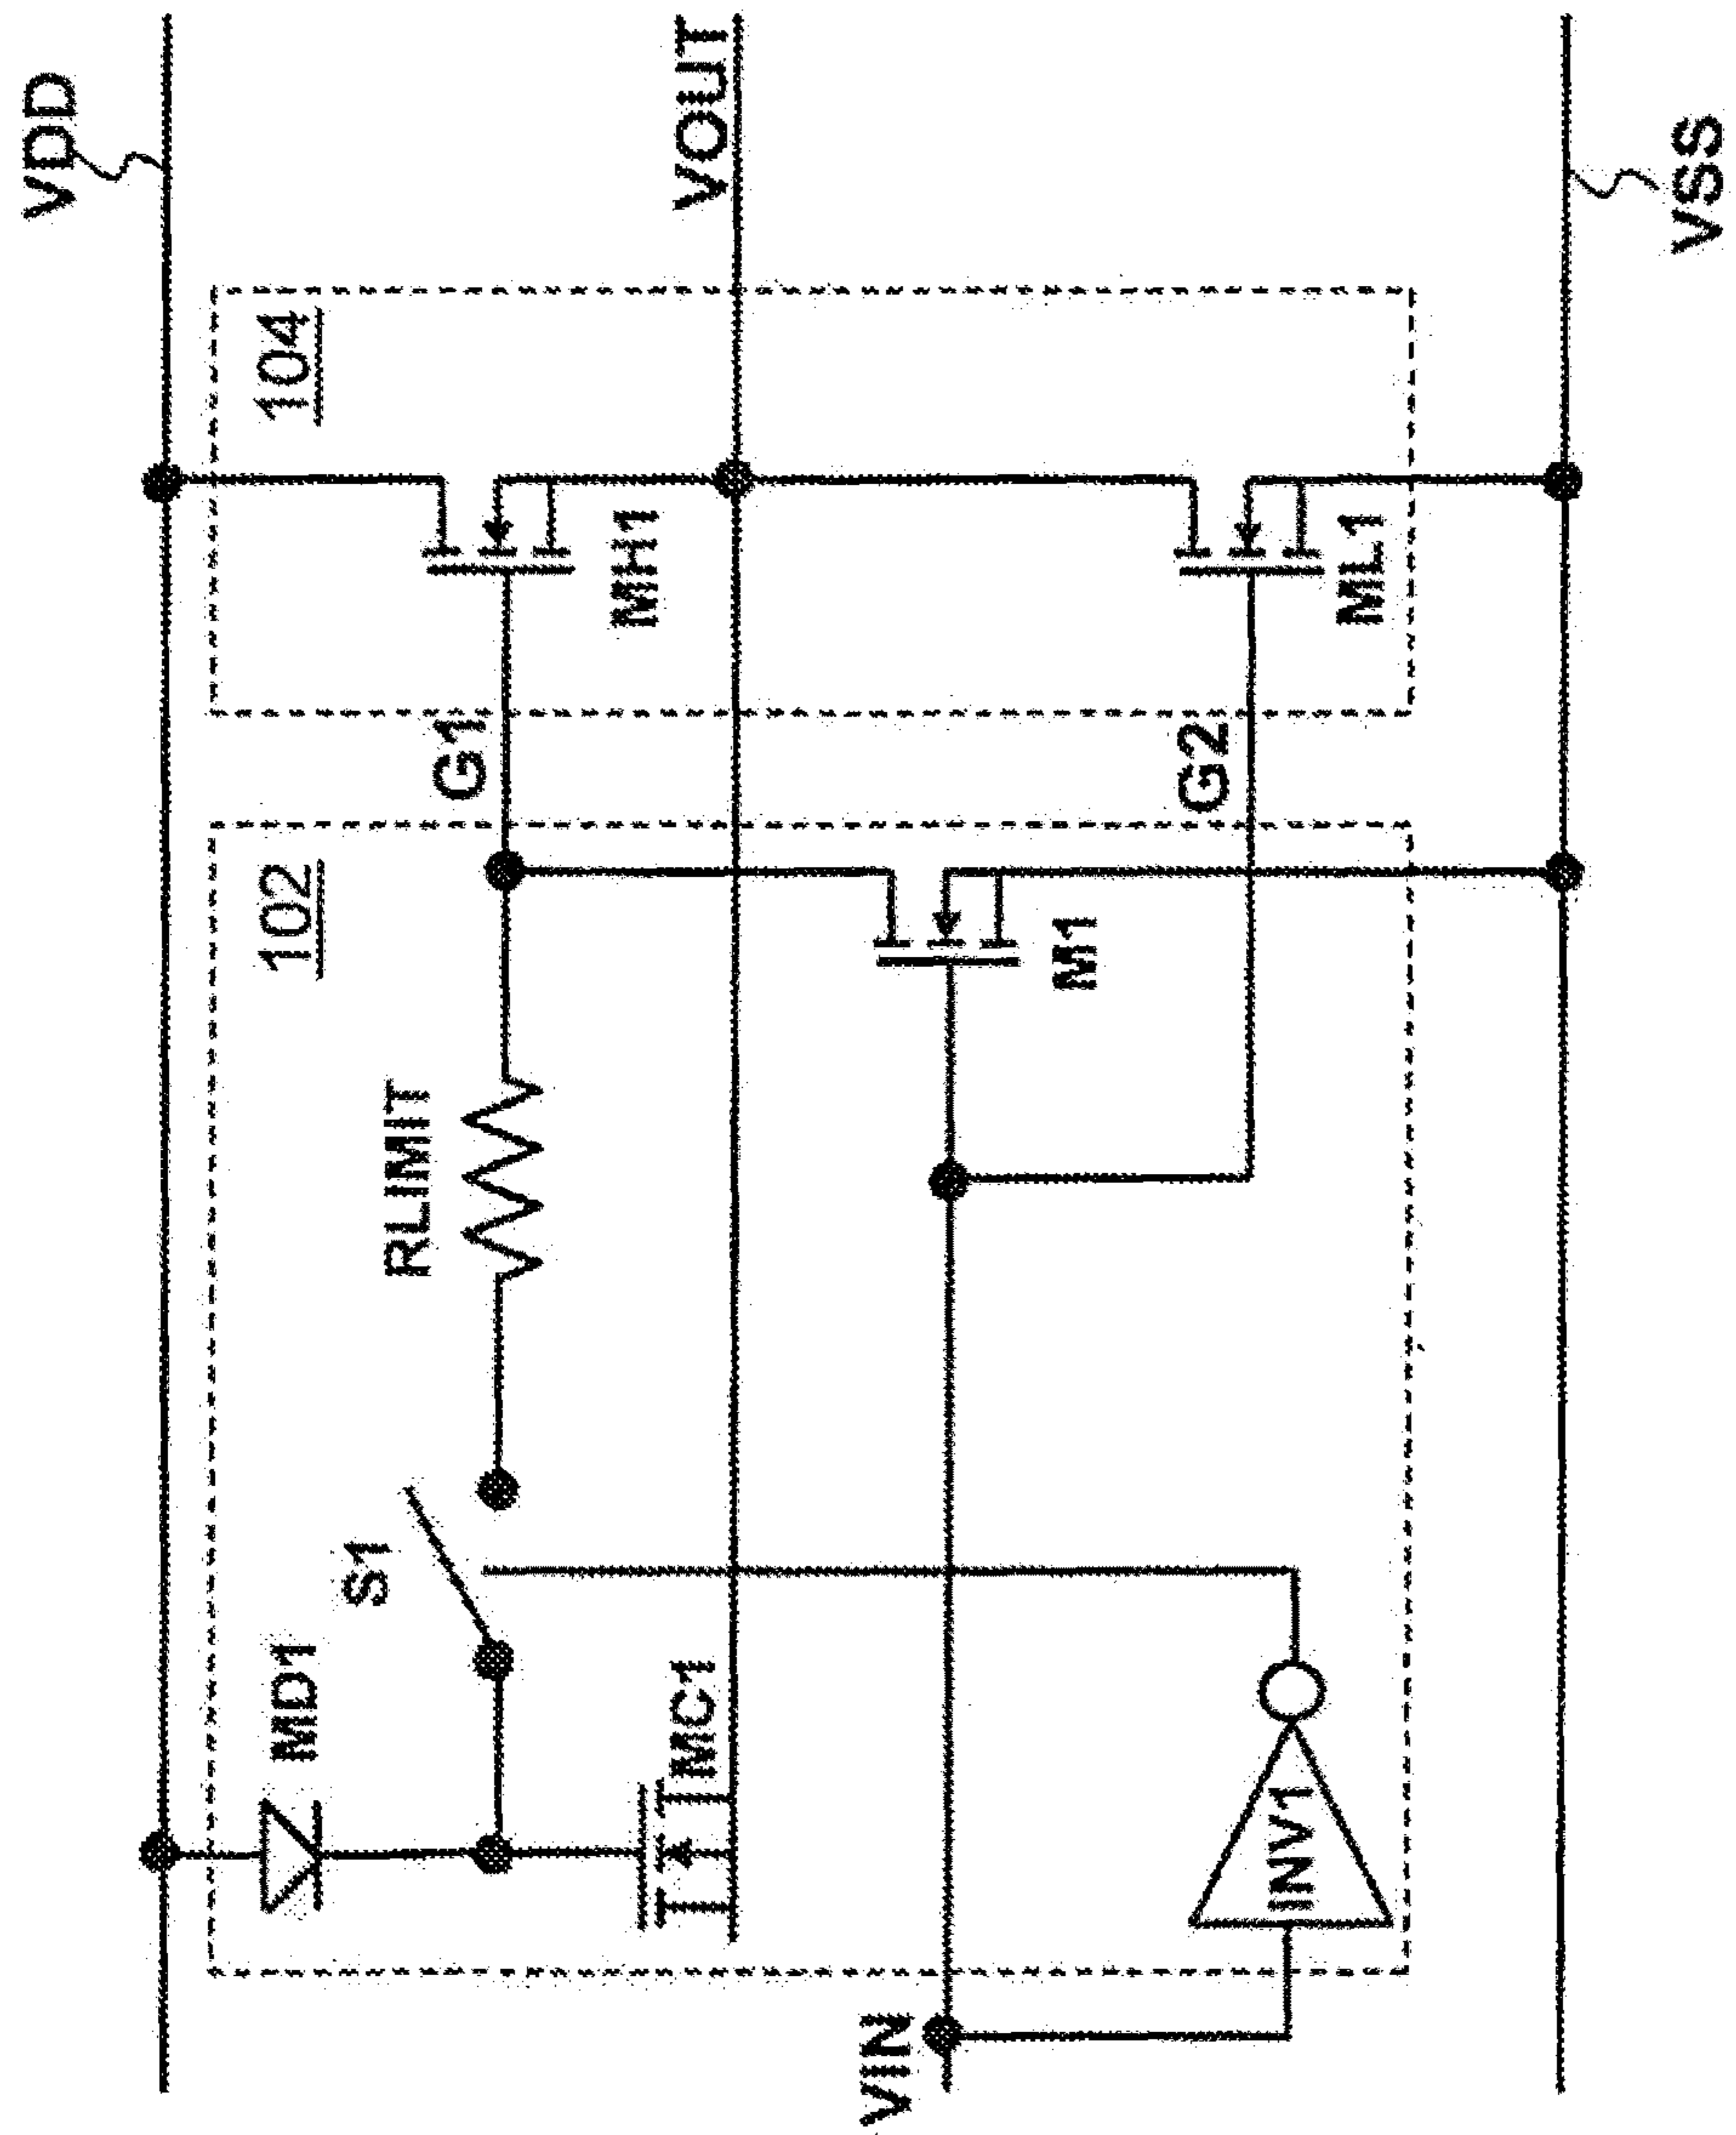 VDD
102
104
MD1
S1
RLIMIT
G1
MH1
MC1
VOUT
VIN
M1
G2
INV1
ML1
VSS